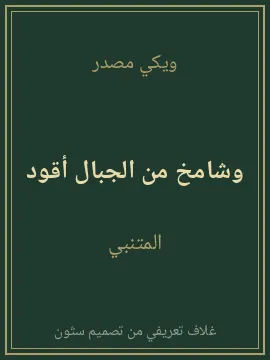 ويكي مصدر
وشامخ من الجبال أقود
المتنبي
غلاف تعريفي من تصميم سثون